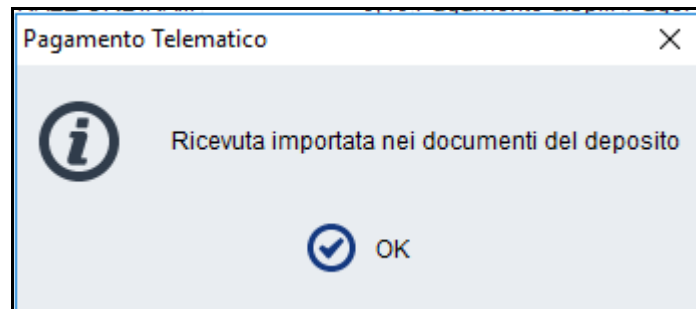 Pagamento Telematico
Ricevuta importata nei documenti del deposito
OK